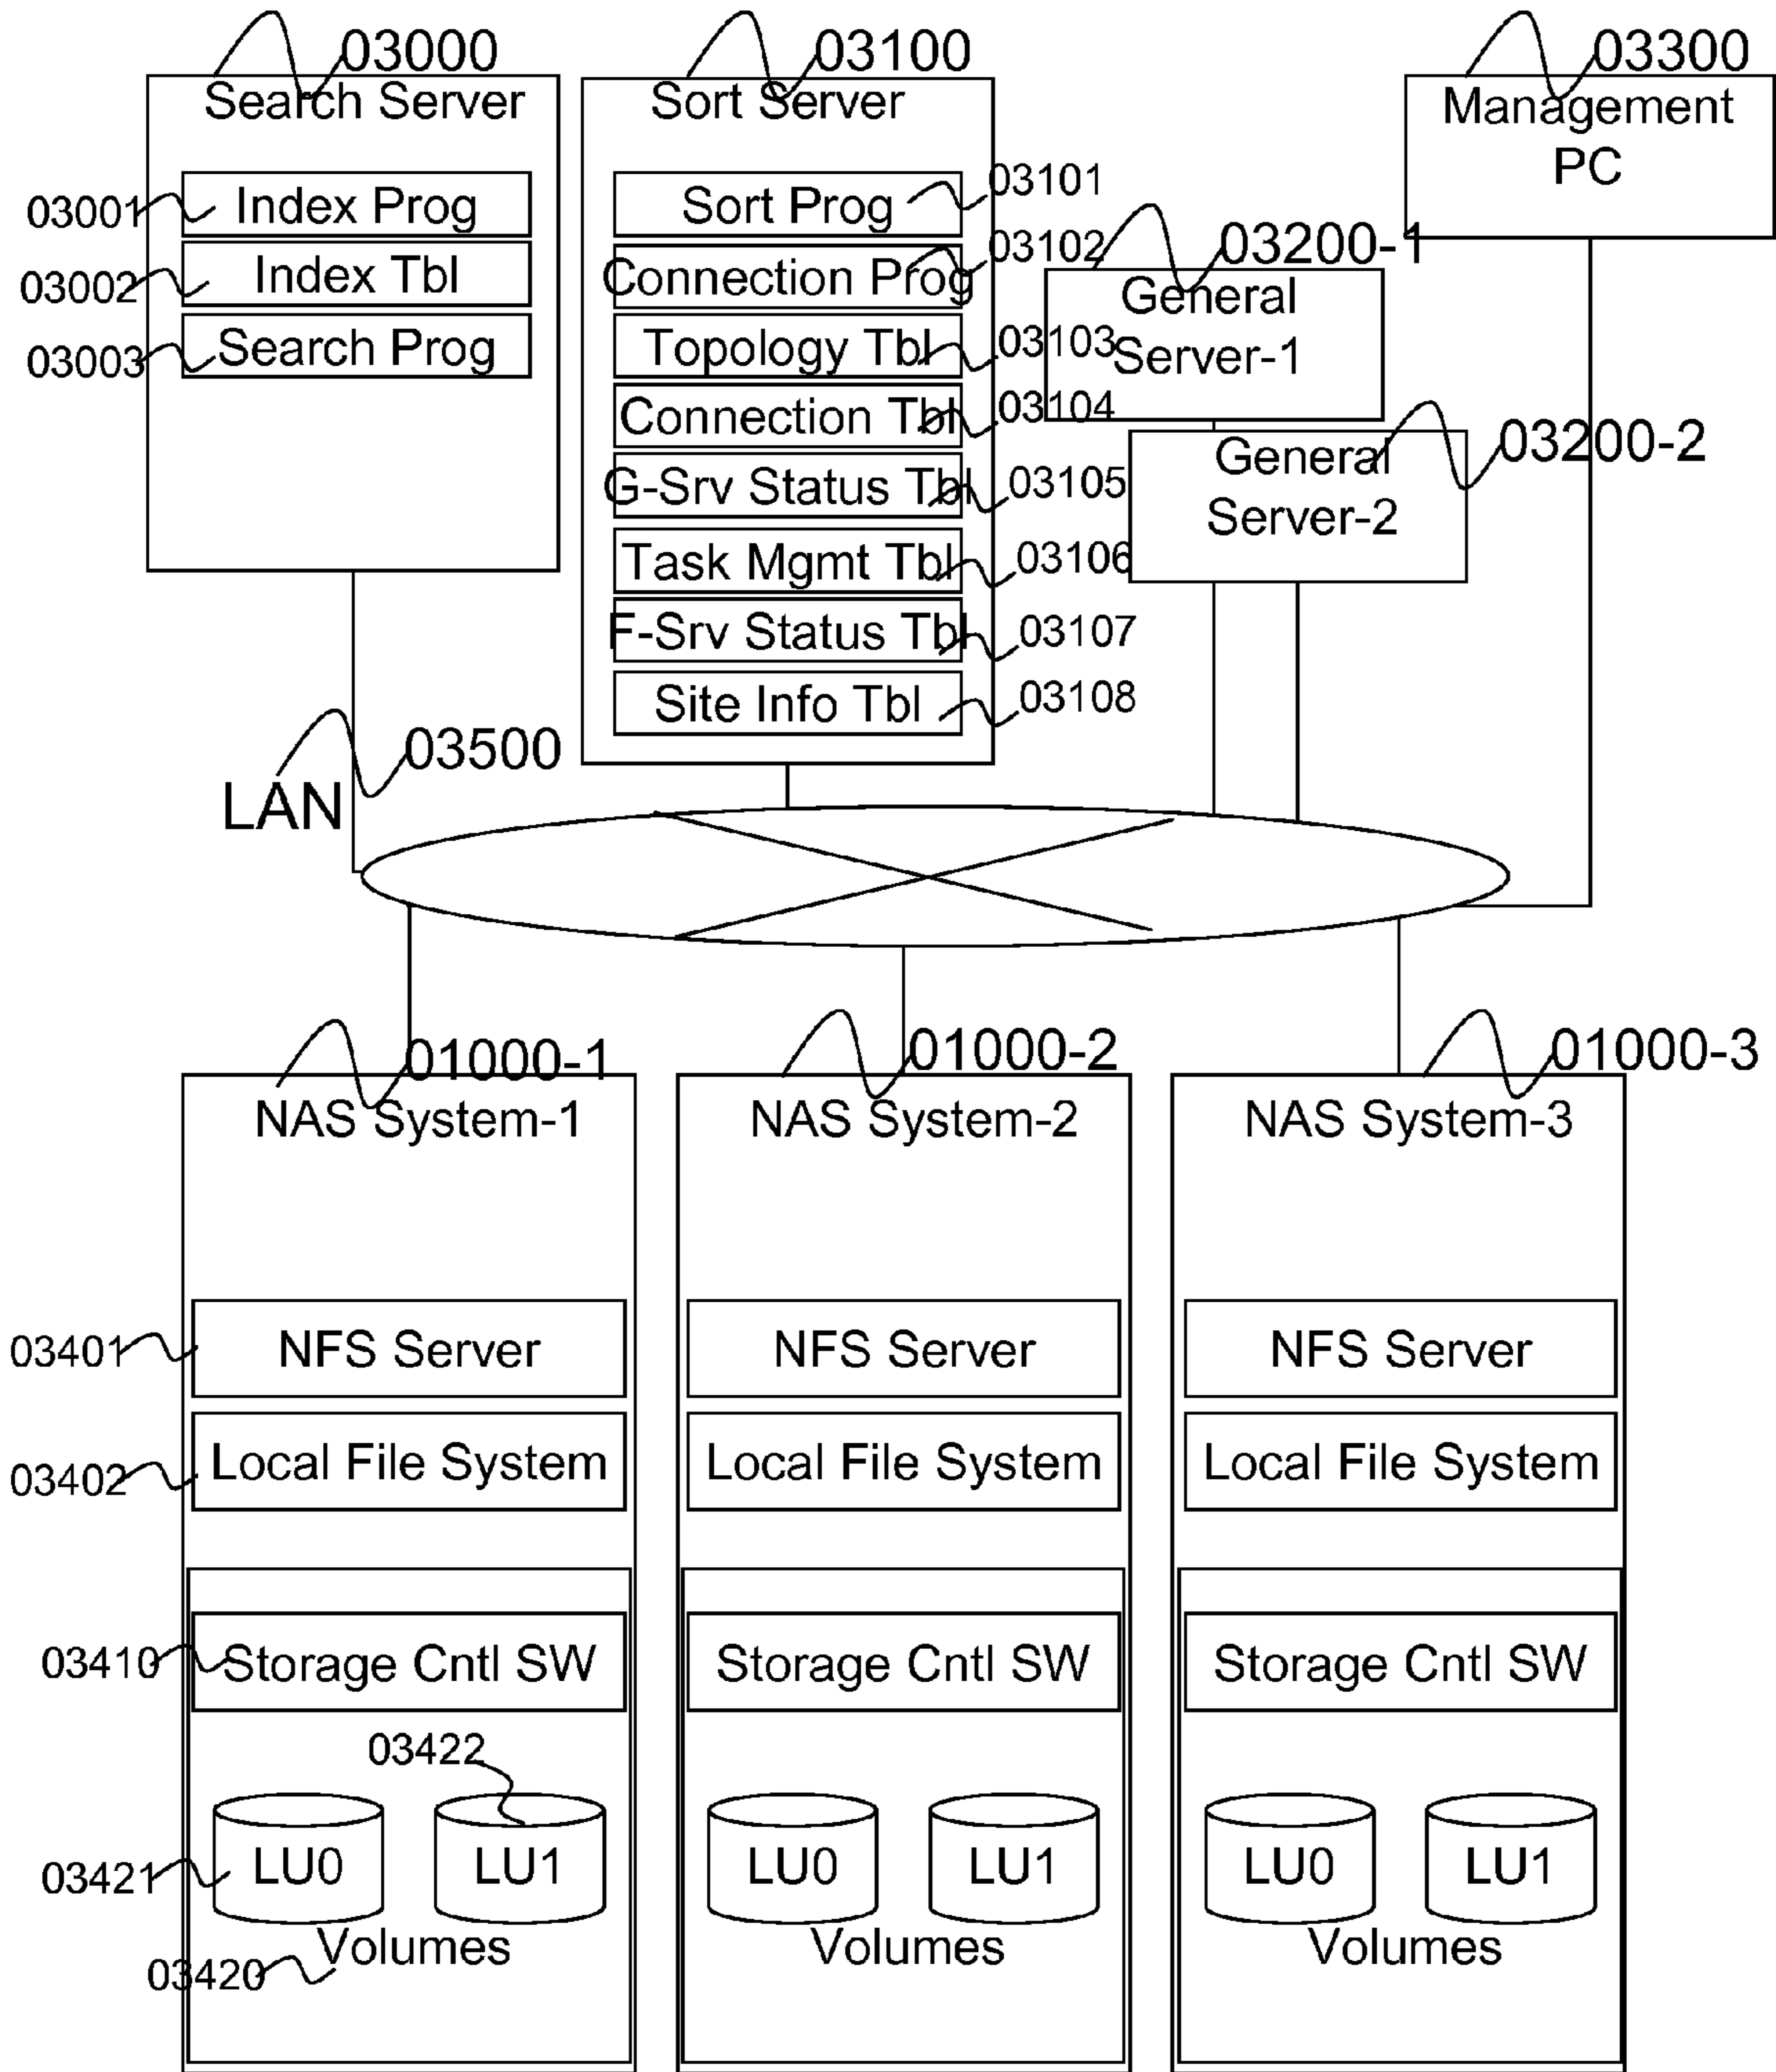 03000
Search Server
03001
Index Prog
03002
Index Tbl
03003
Search Prog
03100
Sort Server
Sort Prog
03101
Connection Prog
03102
Topology Tbl
03103
Connection Tbl
03104
G-Srv Status Tbl
03105
Task Mgmt Tbl
03106
F-Srv Status Tbl
03107
Site Info Tbl
03108
03200-1
General
Server-1
03200-2
General
Server-2
03300
Management
PC
03500
LAN
01000-1
NAS System-1
03401
NFS Server
03402
Local File System
03410
Storage Cntl SW
03422
03421
LU0
LU1
Volumes
03420
01000-2
NAS System-2
NFS Server
Local File System
Storage Cntl SW
LU0
LU1
Volumes
01000-3
NAS System-3
NFS Server
Local File System
Storage Cntl SW
LU0
LU1
Volumes